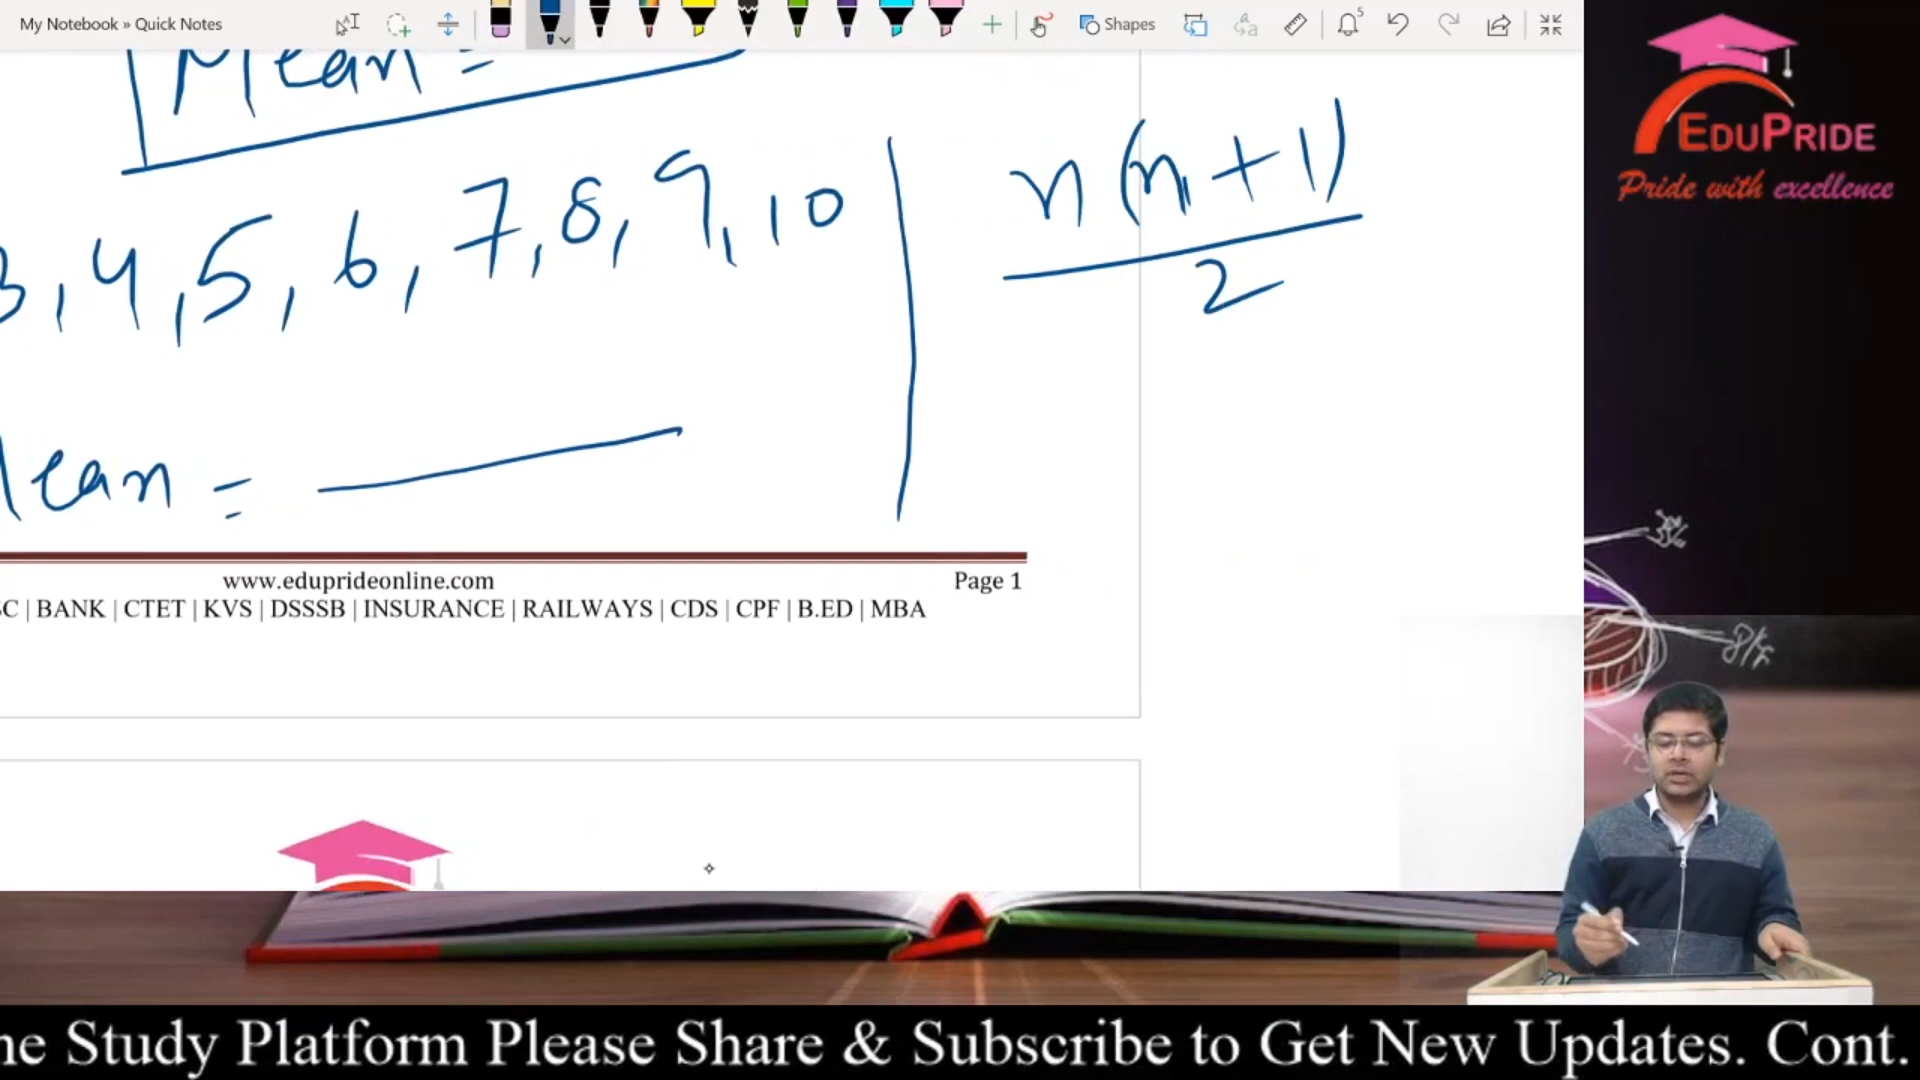 My Notebook » Quick Notes
Shapes
5
Mean =
3, 4, 5, 6, 7, 8, 9, 10
n(n+1)
2
Mean =
www.eduprideonline.com Page 1
SC | BANK | CTET | KVS | DSSSB | INSURANCE | RAILWAYS | CDS | CPF | B.ED | MBA
EDUPRIDE
Pride with excellence
ne Study Platform Please Share & Subscribe to Get New Updates. Cont.